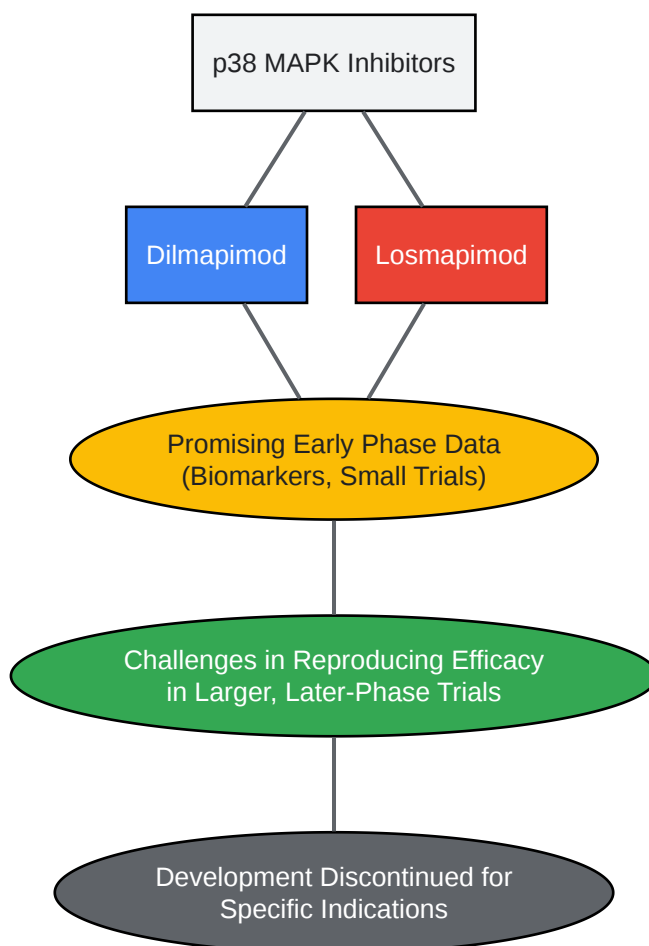 p38 MAPK Inhibitors
Dilmapimod
Losmapimod
Promising Early Phase Data
(Biomarkers, Small Trials)
Challenges in Reproducing Efficacy
in Larger, Later-Phase Trials
Development Discontinued for
Specific Indications